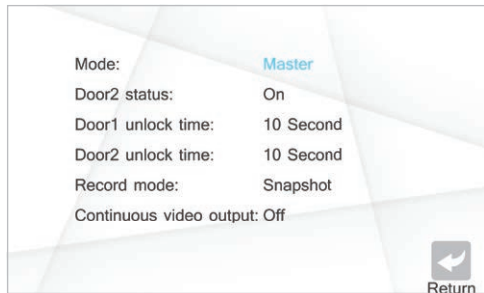 Mode: Master
Door2 status: On
Door1 unlock time: 10 Second
Door2 unlock time: 10 Second
Record mode: Snapshot
Continuous video output: Off
Return